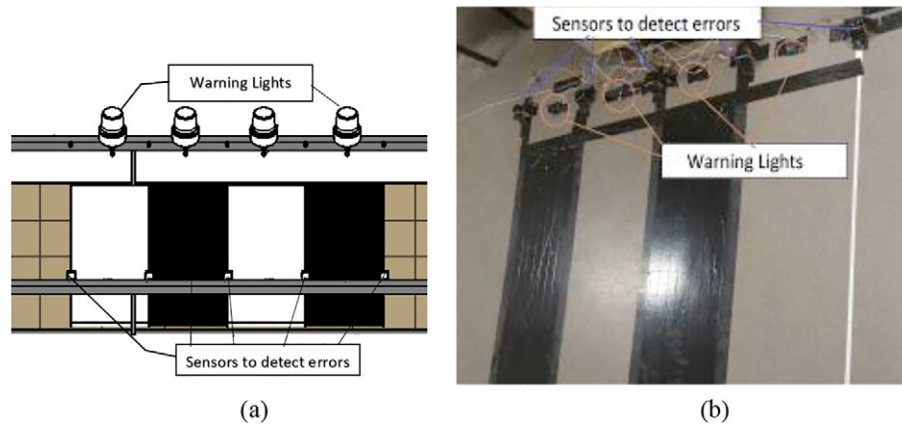 Warning Lights
Sensors to detect errors
(a)
Sensors to detect errors
Warning Lights
(b)